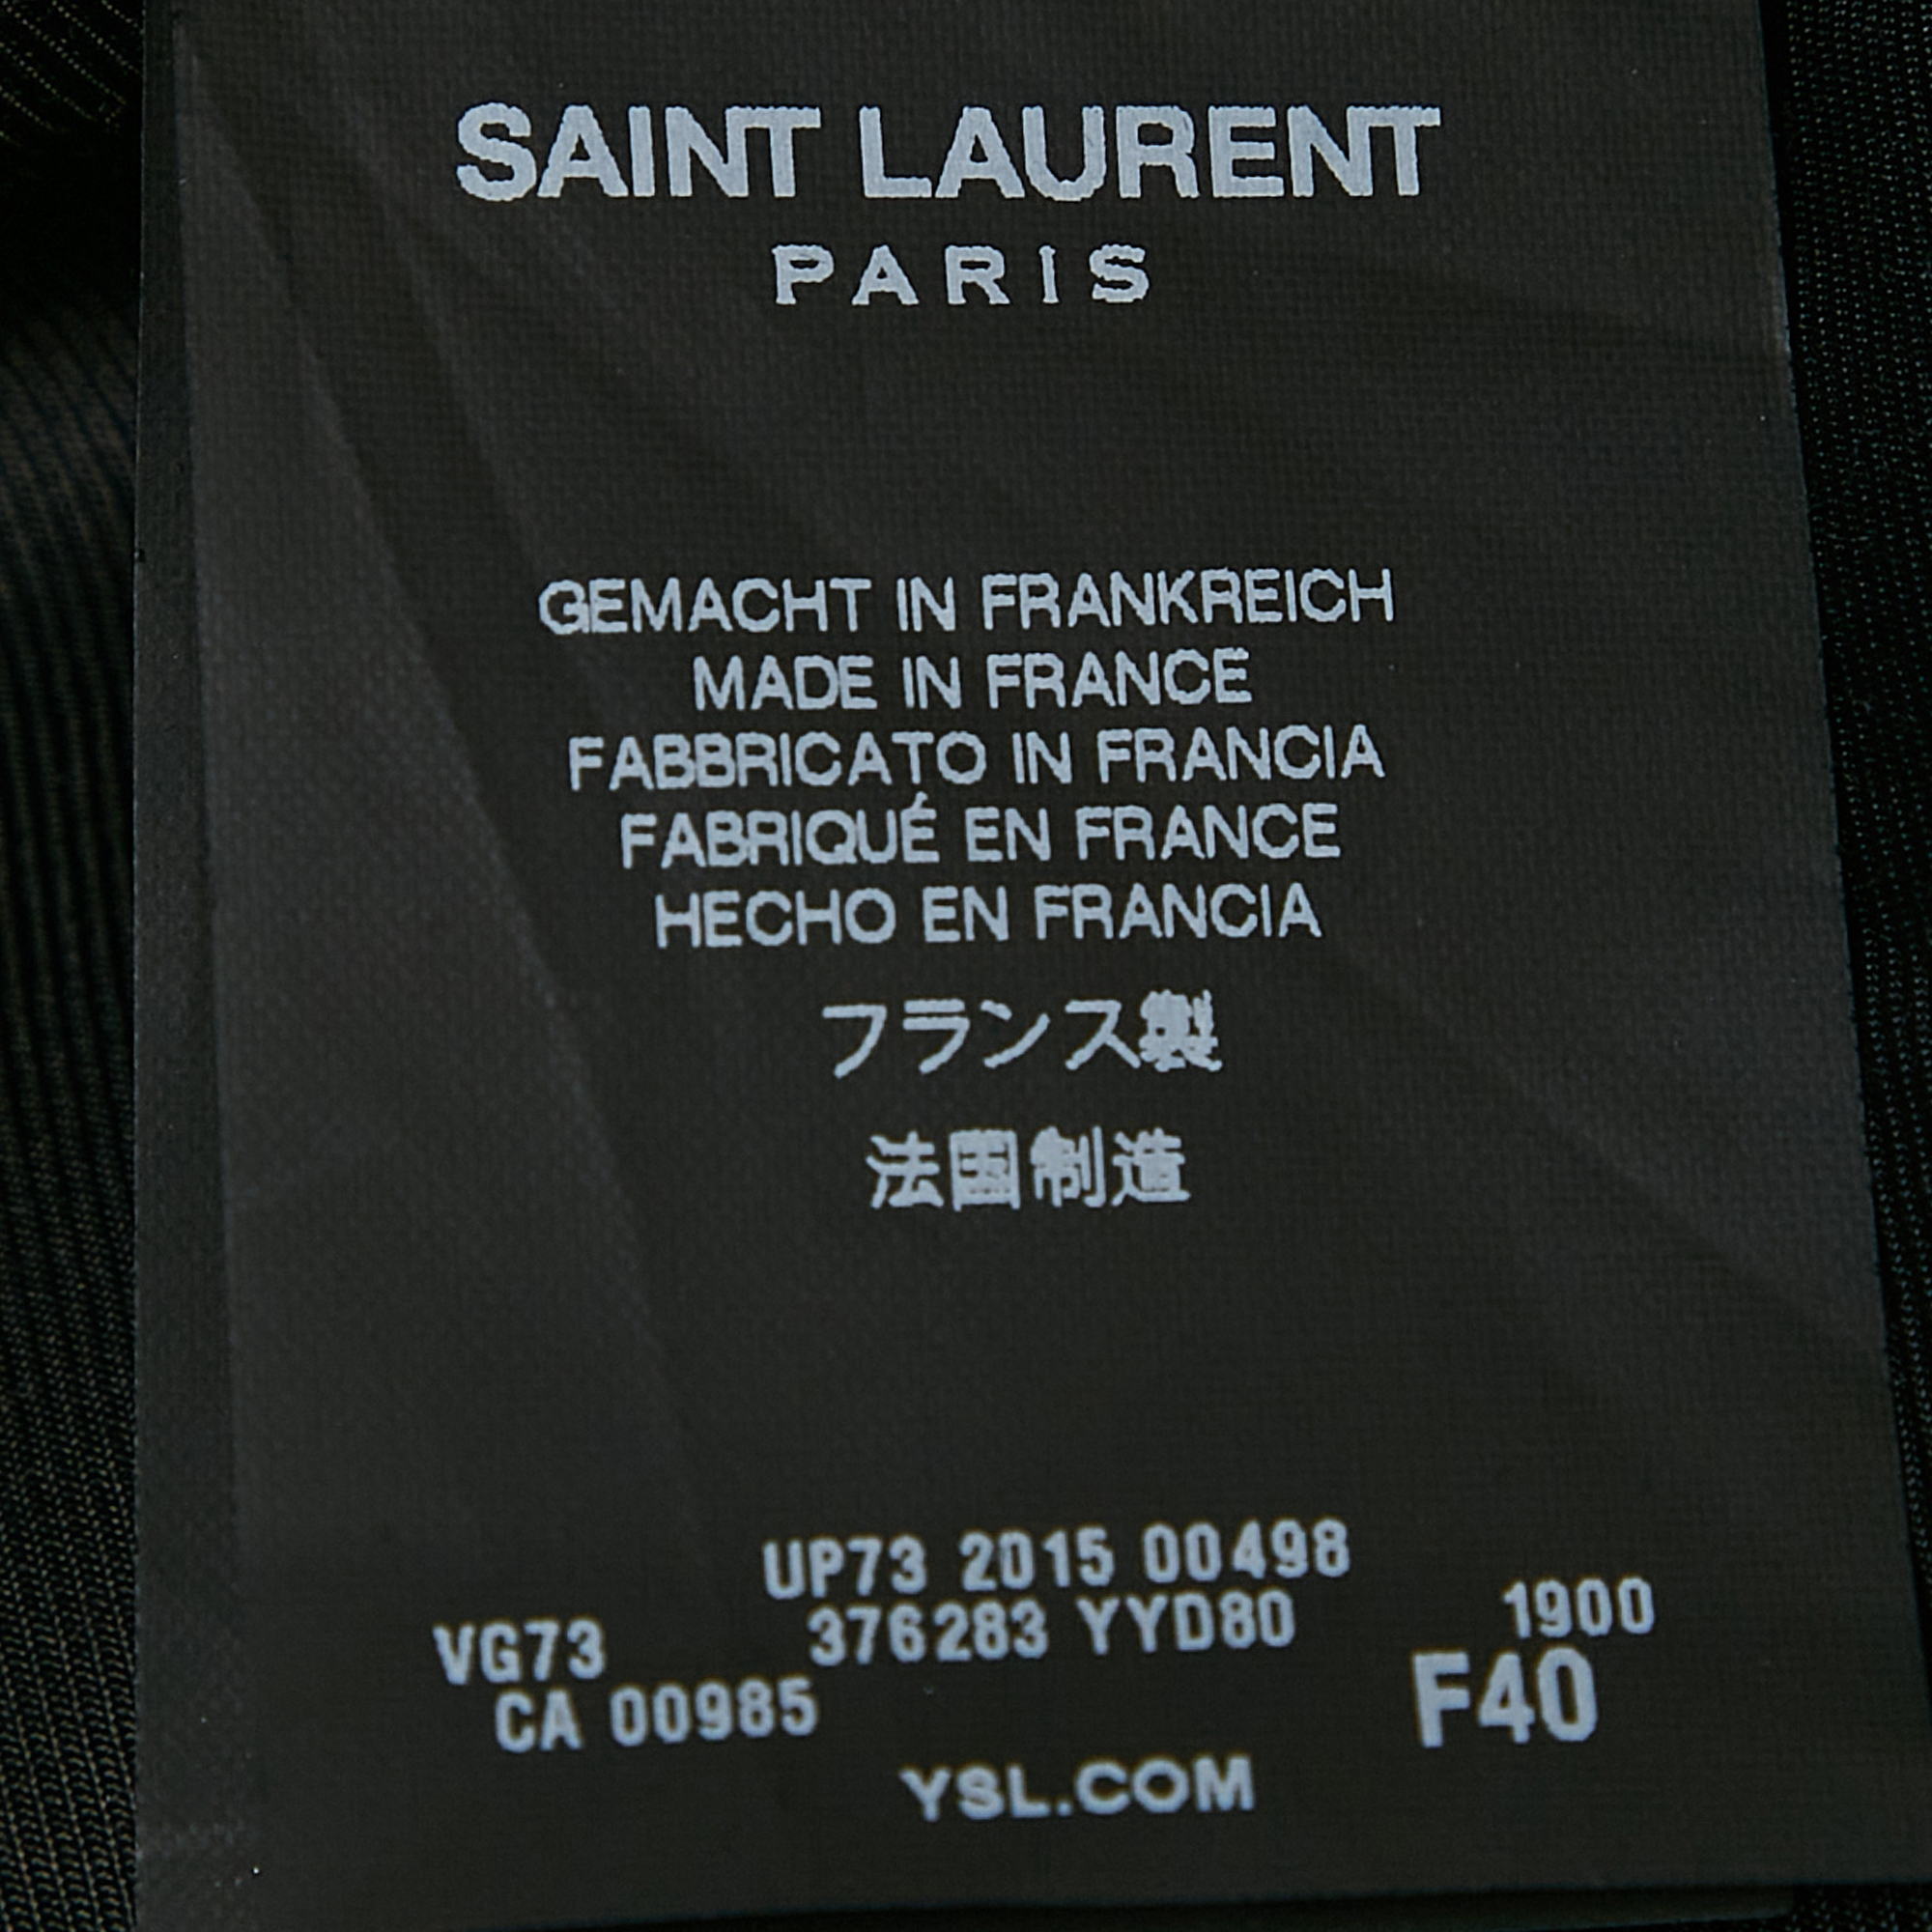 SAINT LAURENT
PARIS
GEMACHT IN FRANKREICH
MADE IN FRANCE
FABBRICATO IN FRANCIA
FABRIQUÉ EN FRANCE
HECHO EN FRANCIA
フランス製
法国制造
UP73 2015 00498
VG73 376283 YYD80 1900
CA 00985 F40
YSL.COM